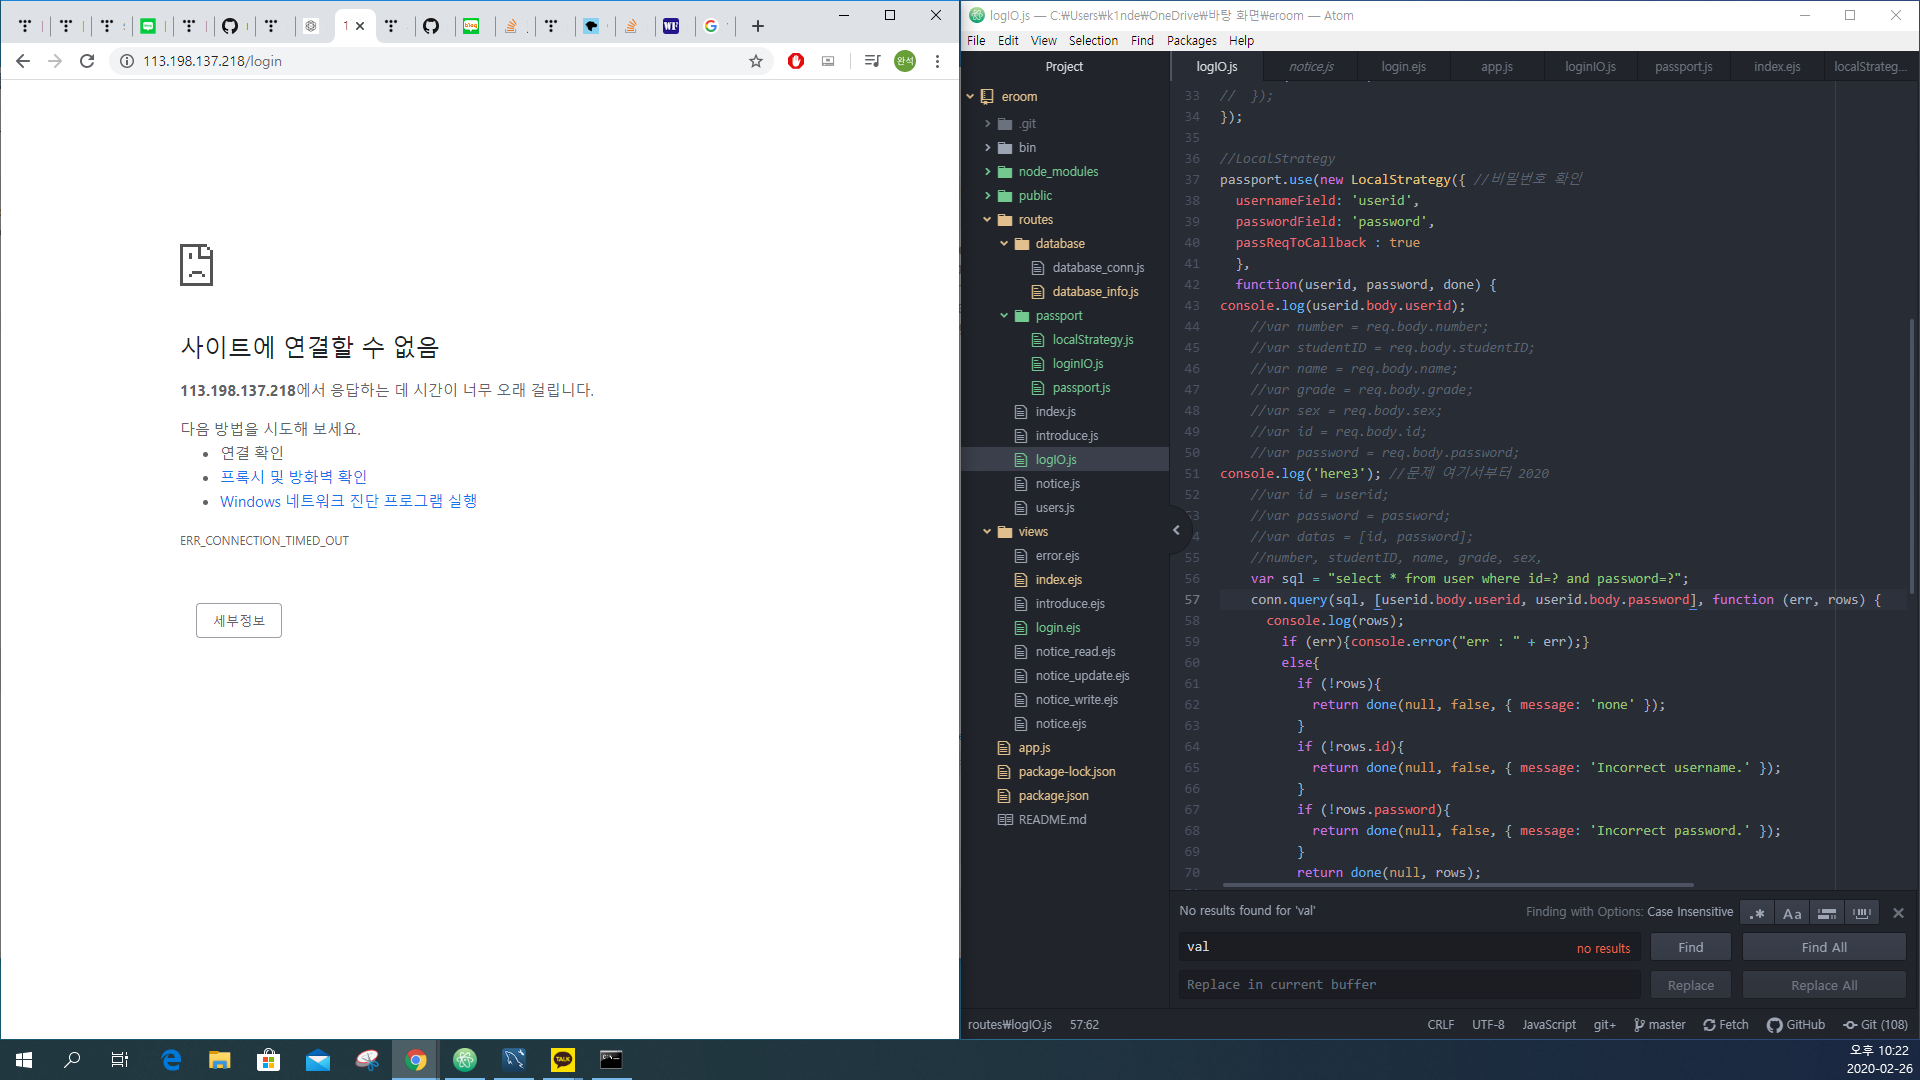 113.198.137.218/login
완석
사이트에 연결할 수 없음
113.198.137.218에서 응답하는 데 시간이 너무 오래 걸립니다.
다음 방법을 시도해 보세요.
연결 확인
프록시 및 방화벽 확인
Windows 네트워크 진단 프로그램 실행
ERR_CONNECTION_TIMED_OUT
세부정보
logIO.js — C:₩Users₩k1nde₩OneDrive₩바탕 화면₩eroom — Atom
File Edit View Selection Find Packages Help
Project
eroom
.git
bin
node_modules
public
routes
database
database_conn.js
database_info.js
passport
localStrategy.js
loginIO.js
passport.js
index.js
introduce.js
logIO.js
notice.js
users.js
views
error.ejs
index.ejs
introduce.ejs
login.ejs
notice_read.ejs
notice_update.ejs
notice_write.ejs
notice.ejs
app.js
package-lock.json
package.json
README.md
logIO.js notice.js login.ejs app.js loginIO.js passport.js index.ejs localStrateg...
33 //  });
34 });
35
36 //LocalStrategy
37 passport.use(new LocalStrategy({ //비밀번호 확인
38   usernameField: 'userid',
39   passwordField: 'password',
40   passReqToCallback : true
41   },
42   function(userid, password, done) {
43 console.log(userid.body.userid);
44     //var number = req.body.number;
45     //var studentID = req.body.studentID;
46     //var name = req.body.name;
47     //var grade = req.body.grade;
48     //var sex = req.body.sex;
49     //var id = req.body.id;
50     //var password = req.body.password;
51 console.log('here3'); //문제 여기서부터 2020
52     //var id = userid;
3     //var password = password;
4     //var datas = [id, password];
55     //number, studentID, name, grade, sex,
56     var sql = "select * from user where id=? and password=?";
57     conn.query(sql, [userid.body.userid, userid.body.password], function (err, rows) {
58       console.log(rows);
59         if (err){console.error("err : " + err);}
60         else{
61           if (!rows){
62             return done(null, false, { message: 'none' });
63           }
64           if (!rows.id){
65             return done(null, false, { message: 'Incorrect username.' });
66           }
67           if (!rows.password){
68             return done(null, false, { message: 'Incorrect password.' });
69           }
70           return done(null, rows);
No results found for 'val'
Finding with Options: Case Insensitive
.* Aa
val
no results
Find
Find All
Replace in current buffer
Replace
Replace All
routes₩logIO.js 57:62
CRLF UTF-8 JavaScript git+ master Fetch GitHub Git (108)
TALK
오후 10:22
2020-02-26